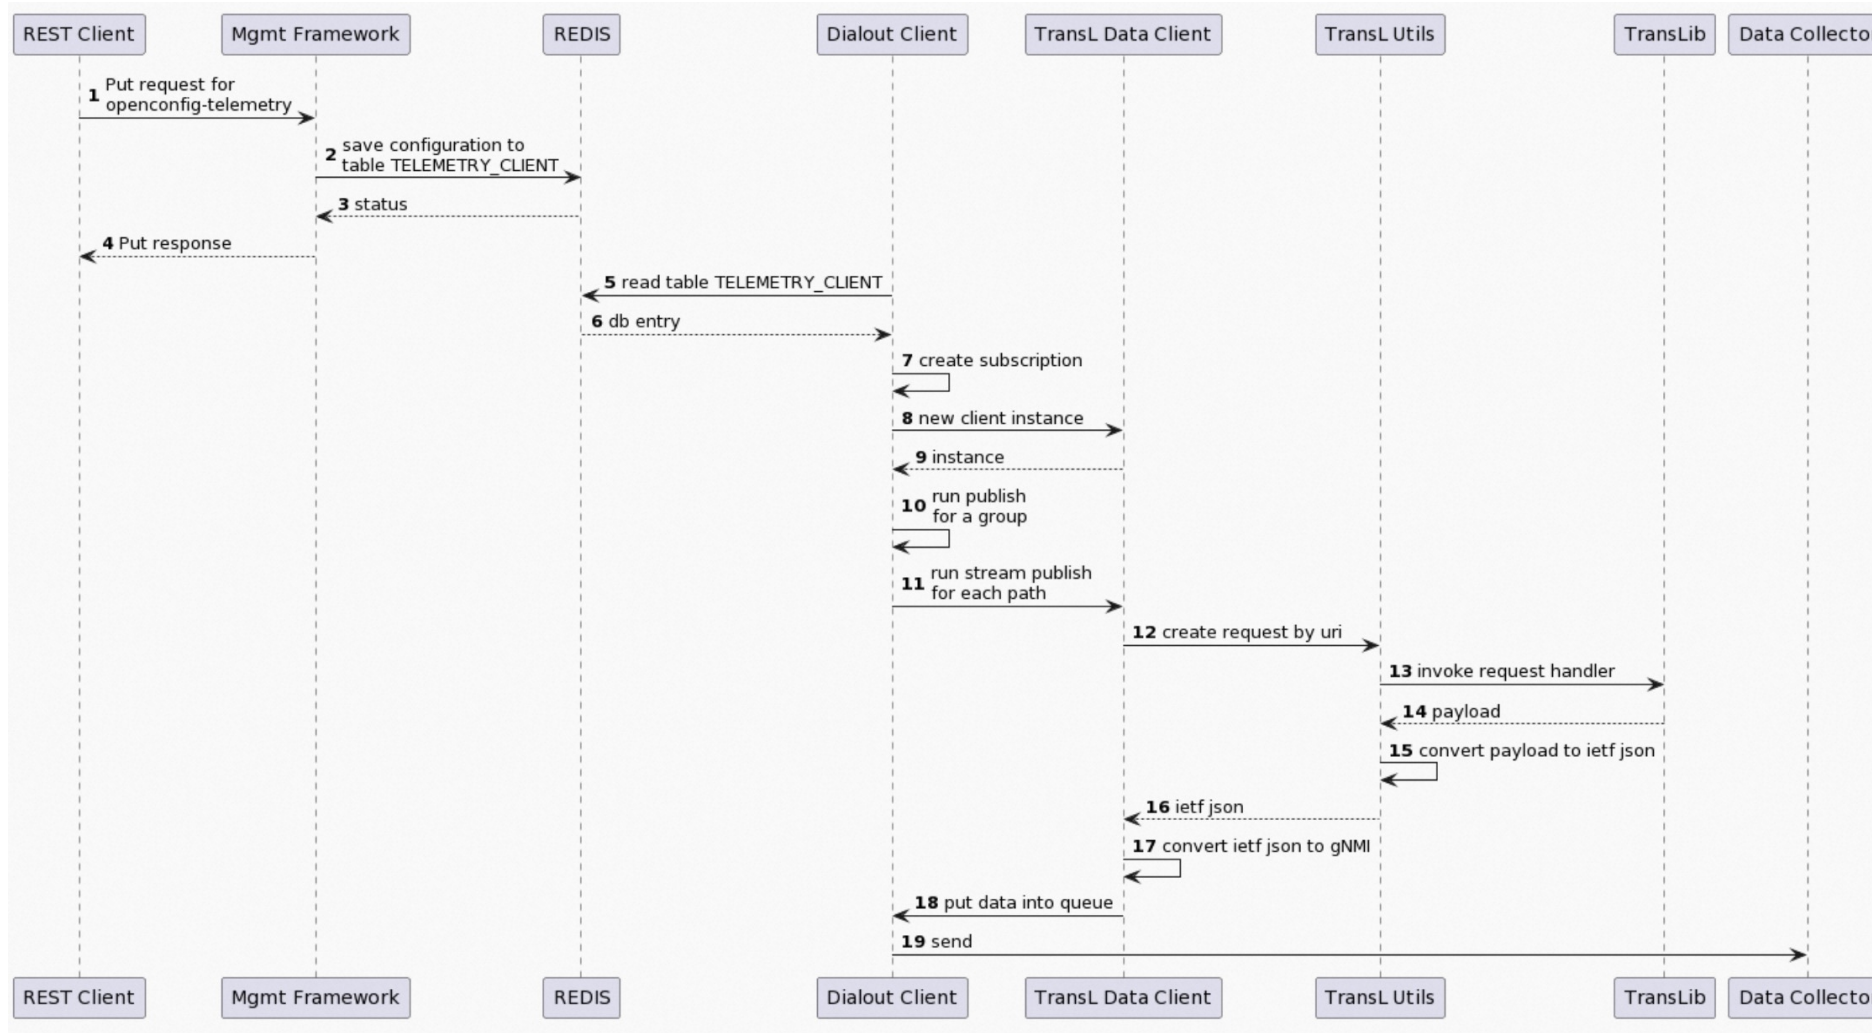 REST Client
Mgmt Framework
REDIS
Dialout Client
TransL Data Client
TransL Utils
TransLib
Data Collecto
1 Put request for
openconfig-telemetry
2 save configuration to
table TELEMETRY_CLIENT
3 status
4 Put response
5 read table TELEMETRY_CLIENT
6 db entry
7 create subscription
8 new client instance
9 instance
10 run publish
for a group
11 run stream publish
for each path
12 create request by uri
13 invoke request handler
14 payload
15 convert payload to ietf json
16 ietf json
17 convert ietf json to gNMI
18 put data into queue
19 send
REST Client
Mgmt Framework
REDIS
Dialout Client
TransL Data Client
TransL Utils
TransLib
Data Collecto